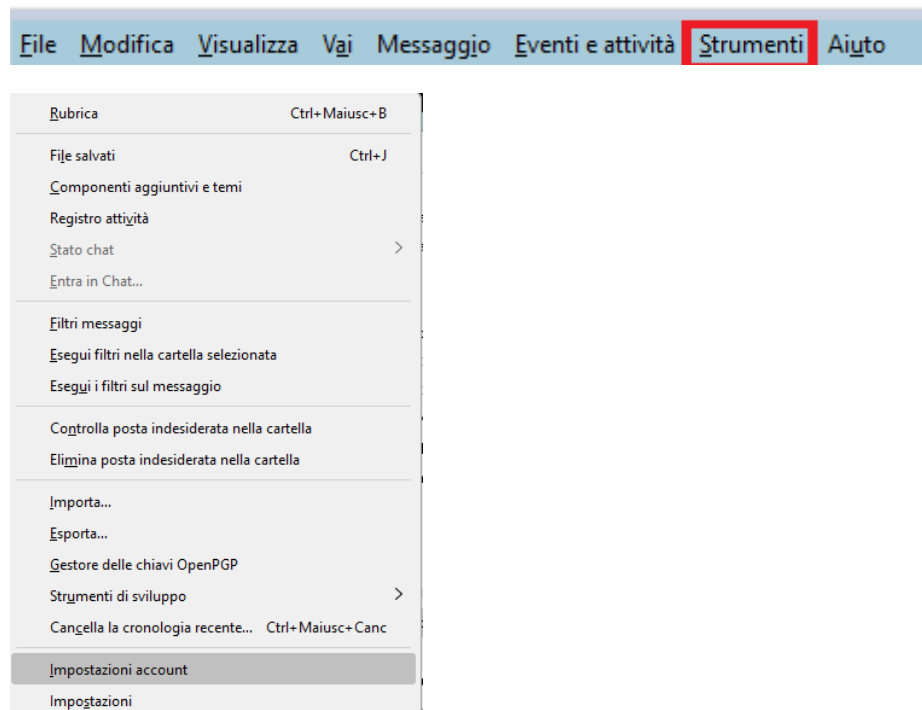 File Modifica Visualizza Vai Messaggio Eventi e attività Strumenti Aiuto
Rubrica Ctrl+Maiusc+B
File salvati Ctrl+J
Componenti aggiuntivi e temi
Registro attività
Stato chat
Entra in Chat...
Filtri messaggi
Esegui filtri nella cartella selezionata
Esegui i filtri sul messaggio
Controlla posta indesiderata nella cartella
Elimina posta indesiderata nella cartella
Importa...
Esporta...
Gestore delle chiavi OpenPGP
Strumenti di sviluppo
Cancella la cronologia recente... Ctrl+Maiusc+Canc
Impostazioni account
Impostazioni